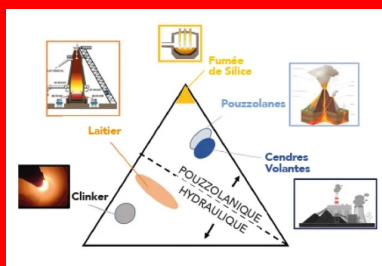 Fumée
de Silice
Pouzzolanes
Laitier
Cendres
Volantes
POUZZOLANIQUE
HYDRAULIQUE
Clinker